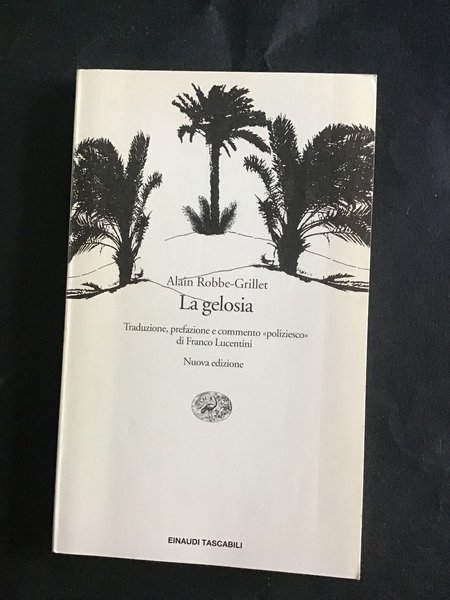 Alain Robbe-Grillet
La gelosia
Traduzione, prefazione e commento «poliziesco»
di Franco Lucentini
Nuova edizione
EINAUDI TASCABILI